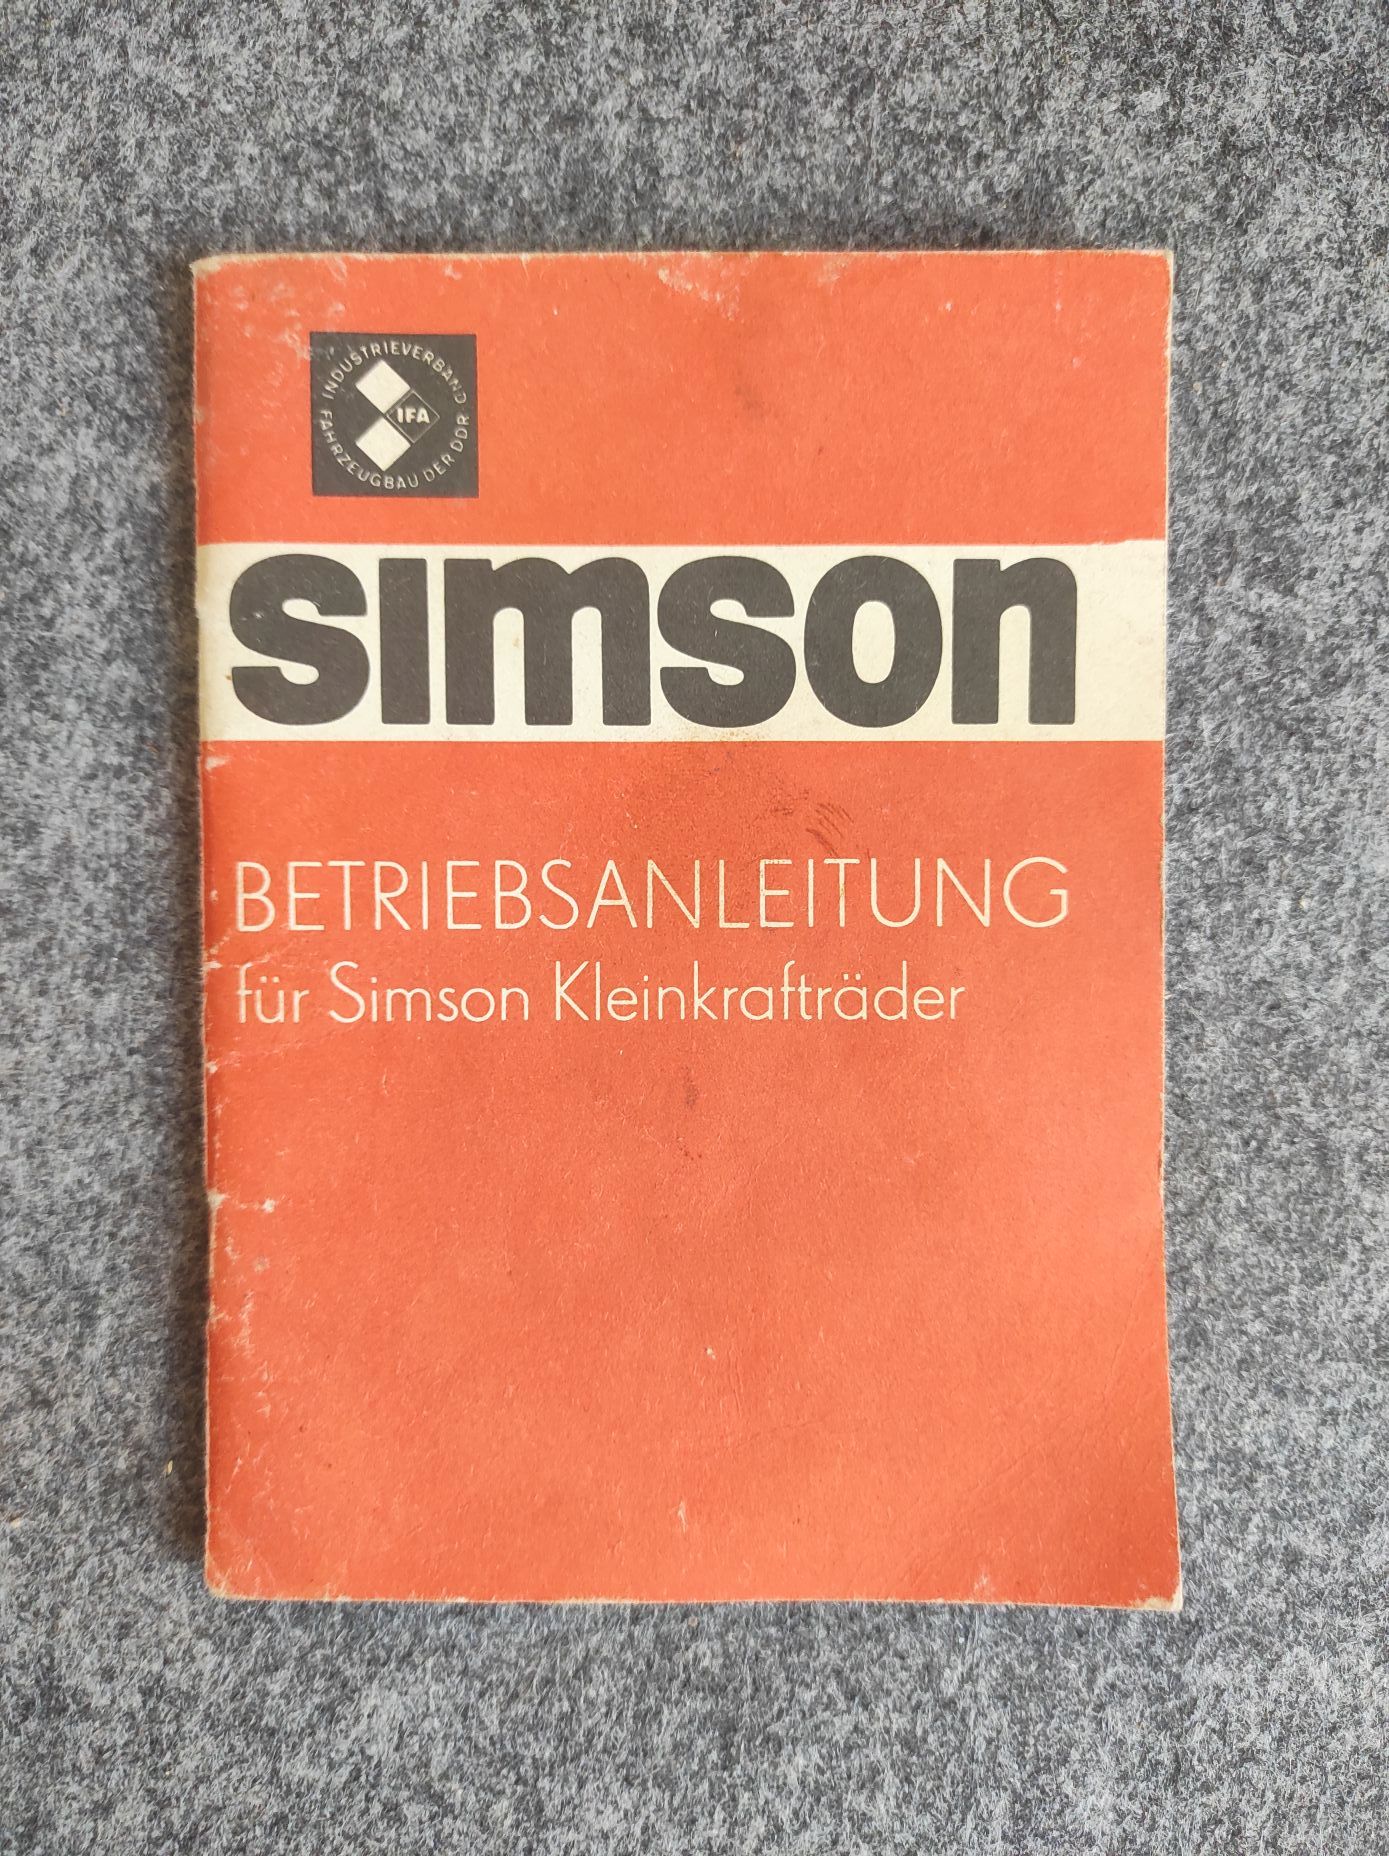 INDUSTRIEVERBAND
FAHRZEUGBAU DER DDR
IFA
simson
BETRIEBSANLEITUNG
für Simson Kleinkrafträder